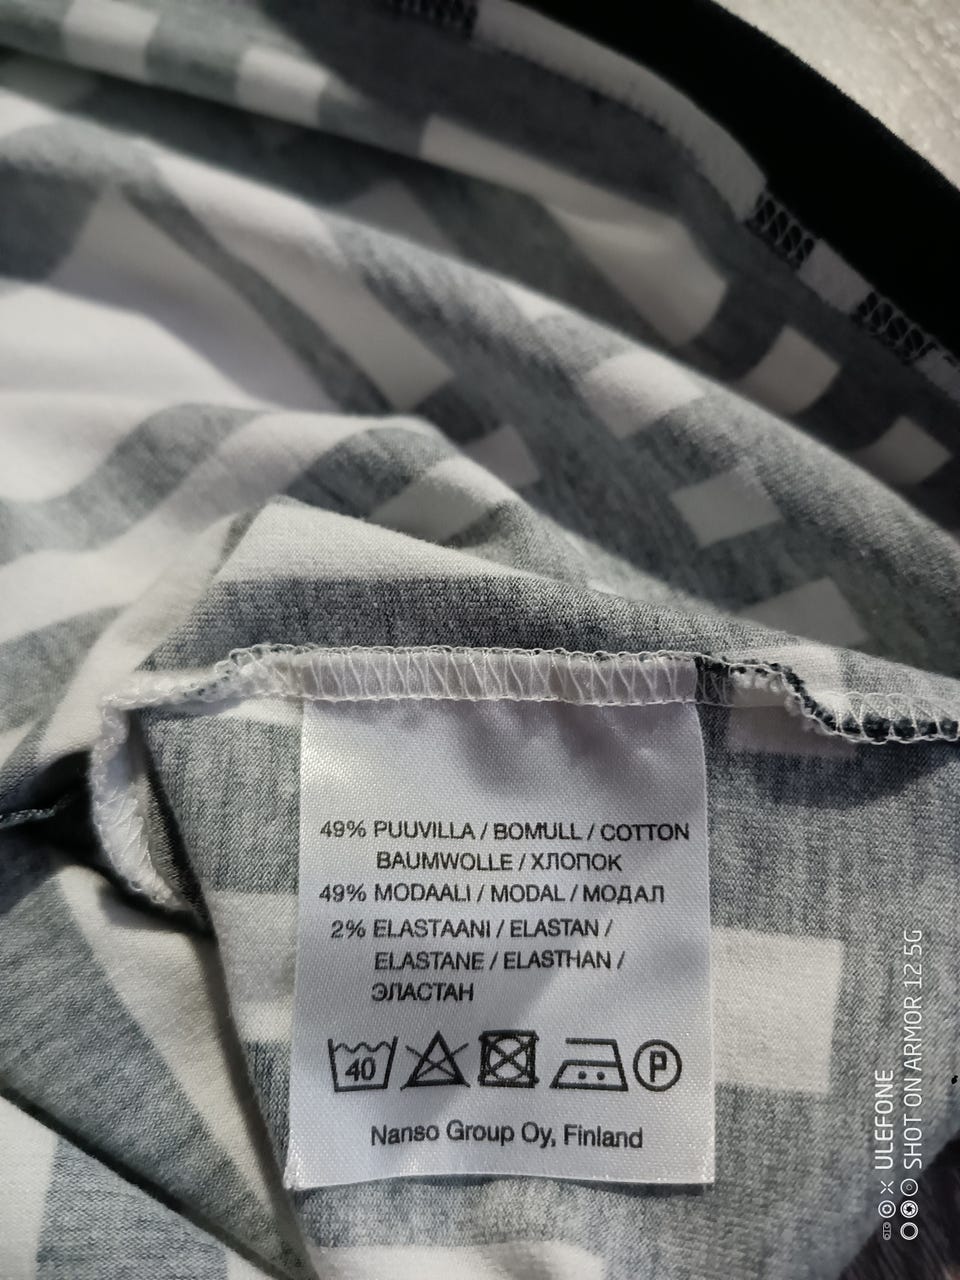 49% PUUVILLA / BOMULL / COTTON
BAUMWOLLE / ХЛОПОК
49% MODAALI / MODAL / МОДАЛ
2% ELASTAANI / ELASTAN /
ELASTANE / ELASTHAN /
ЭЛАСТАН
40 P
Nanso Group Oy, Finland
ULEFONE
SHOT ON ARMOR 12 5G